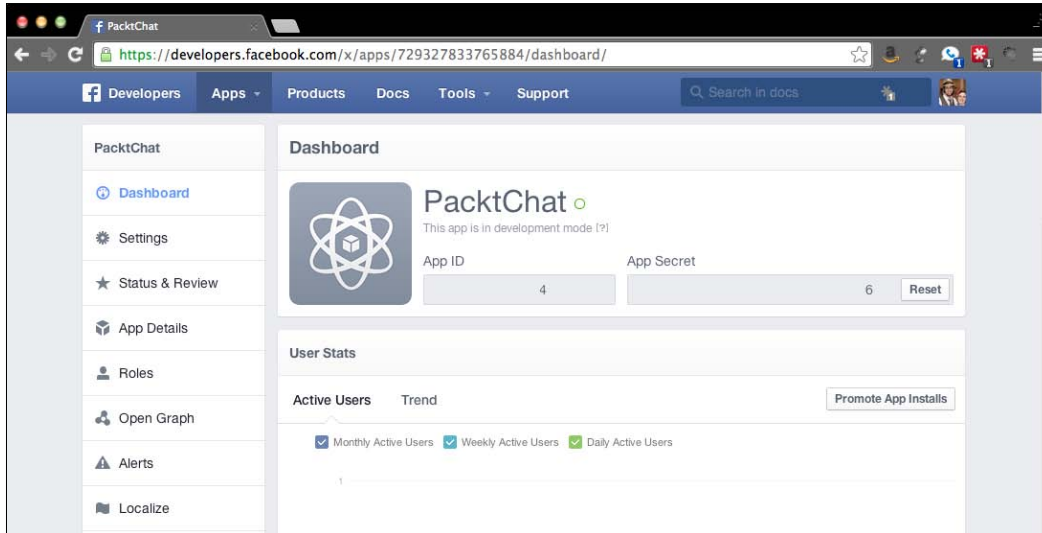 PacktChat
https://developers.facebook.com/x/apps/729327833765884/dashboard/
1
1
Developers Apps Products Docs Tools Support Search in docs
1
PacktChat
Dashboard
Settings
Status & Review
App Details
Roles
Open Graph
Alerts
Localize
Dashboard
PacktChat
This app is in development mode [?]
App ID App Secret
4 6 Reset
User Stats
Active Users Trend Promote App Installs
Monthly Active Users Weekly Active Users Daily Active Users
1